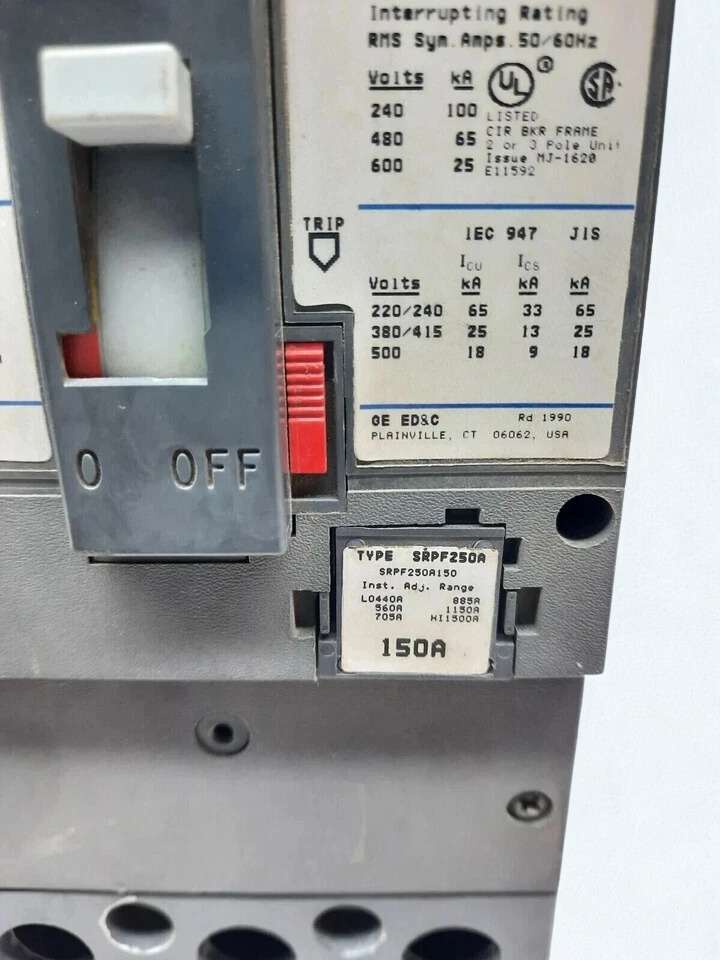 Interrupting Rating
RMS Sym. Amps. 50/60Hz
Volts kA
240 100
480 65
600 25
UL ®
SA
LISTED
CIR BKR FRAME
2 or 3 Pole Unit
Issue MJ-1620
E11592
TRIP
IEC 947 JIS
ICU ICS
Volts kA kA kA
220/240 65 33 65
380/415 25 13 25
500 18 9 18
GE ED&C Rd 1990
PLAINVILLE, CT 06062, USA
O OFF
TYPE SRPF250A
SRPF250A150
Inst. Adj. Range
LO440A 885A
560A 1150A
705A HI1500A
150A